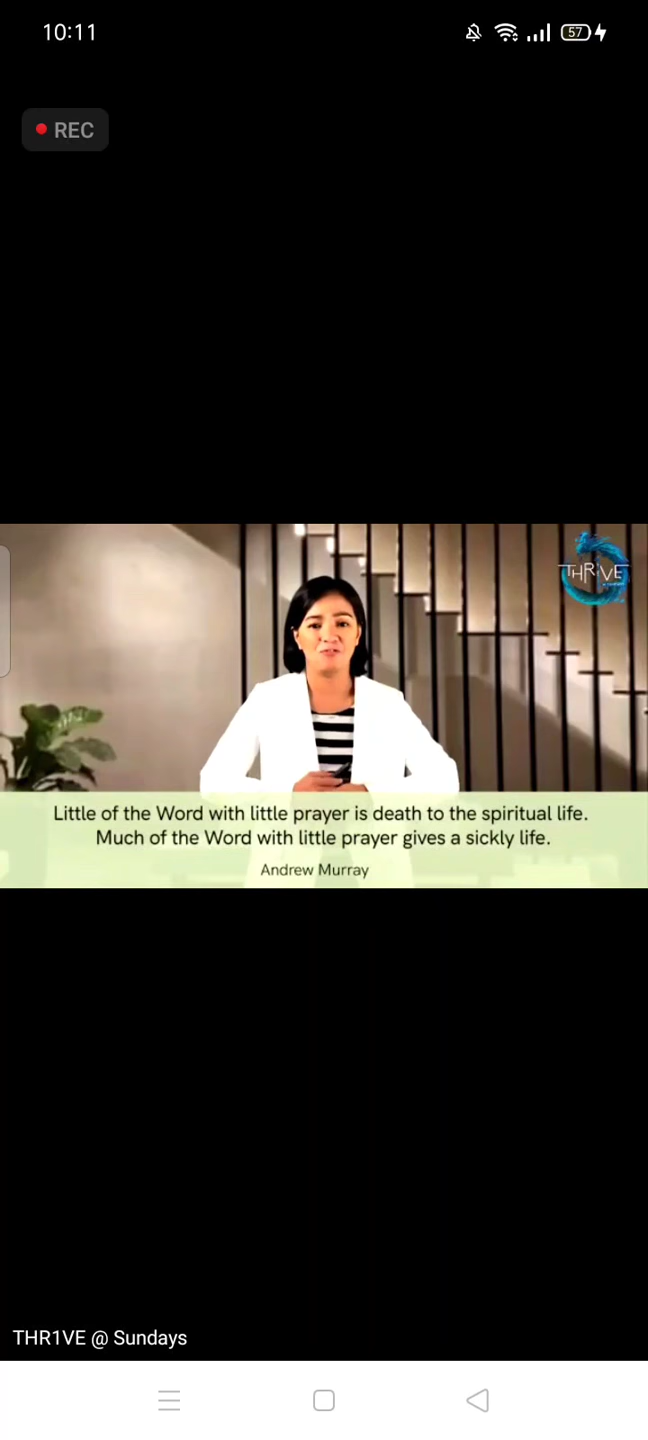 10:11
57
REC
THRIVE
Little of the Word with little prayer is death to the spiritual life.
Much of the Word with little prayer gives a sickly life.
Andrew Murray
THR1VE @ Sundays